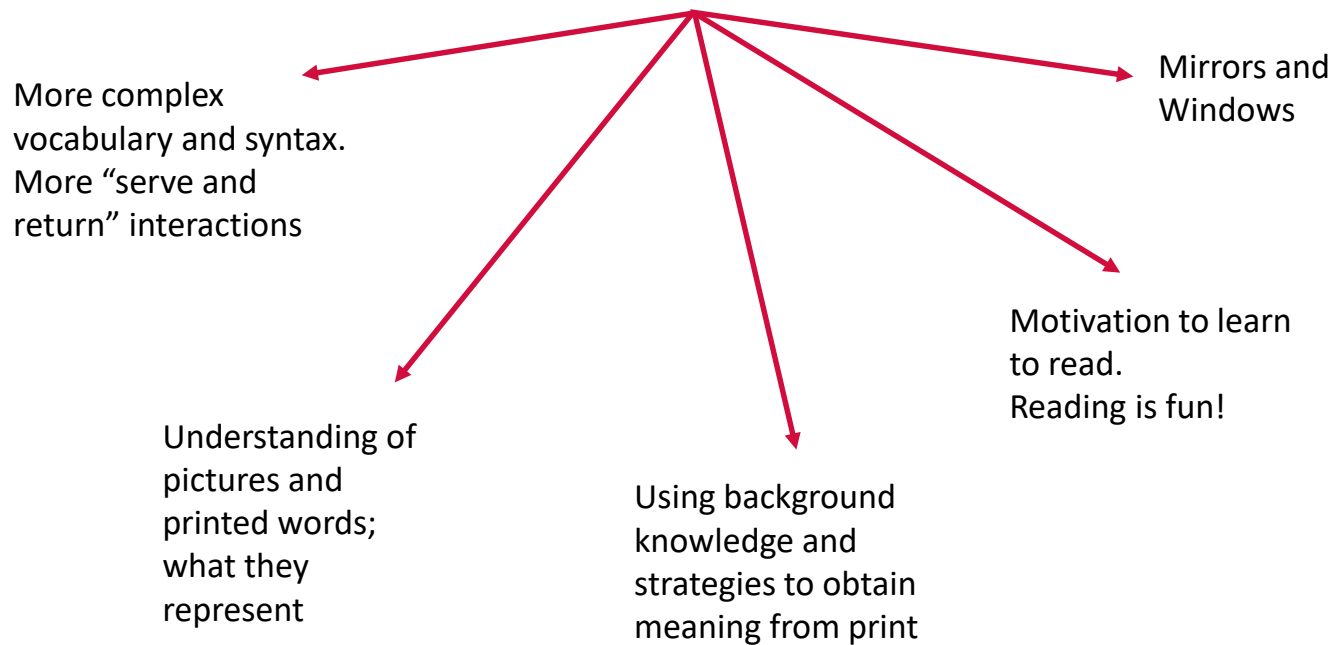 More complex
vocabulary and syntax.
More “serve and
return” interactions
Understanding of
pictures and
printed words;
what they
represent
Using background
knowledge and
strategies to obtain
meaning from print
Motivation to learn
to read.
Reading is fun!
Mirrors and
Windows